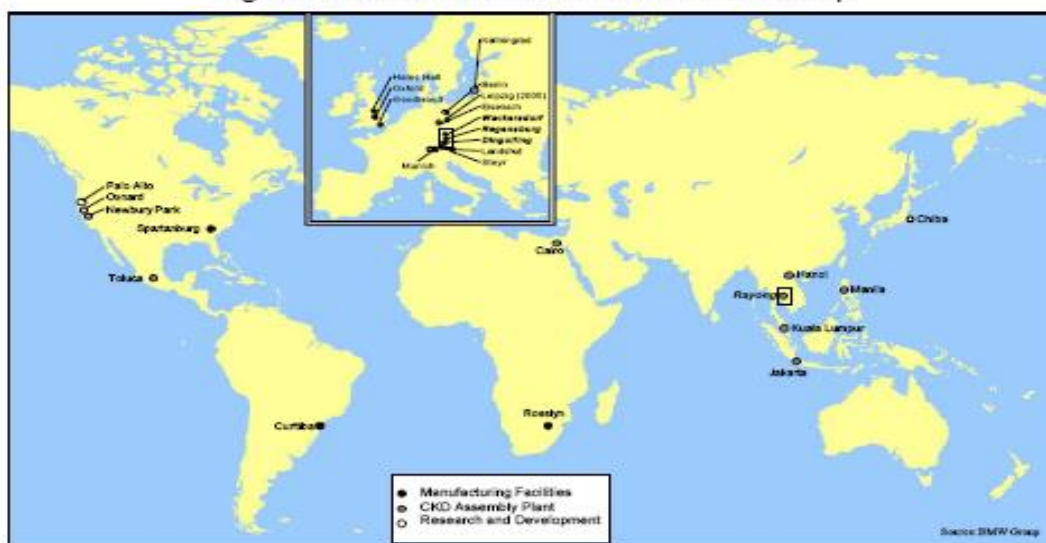 Kaliningrad
Hams Hall
Oxford
Goodwood
Berlin
Leipzig (2005)
Eisenach
Wackersdorf
Regensburg
Dingolfing
Landshut
Steyr
Munich
Palo Alto
Oxnard
Newbury Park
Spartanburg
Toluca
Cairo
Chiba
Hanoi
Rayong
Manila
Kuala Lumpur
Jakarta
Curitiba
Rosslyn
Manufacturing Facilities
CKD Assembly Plant
Research and Development
Source: BMW Group